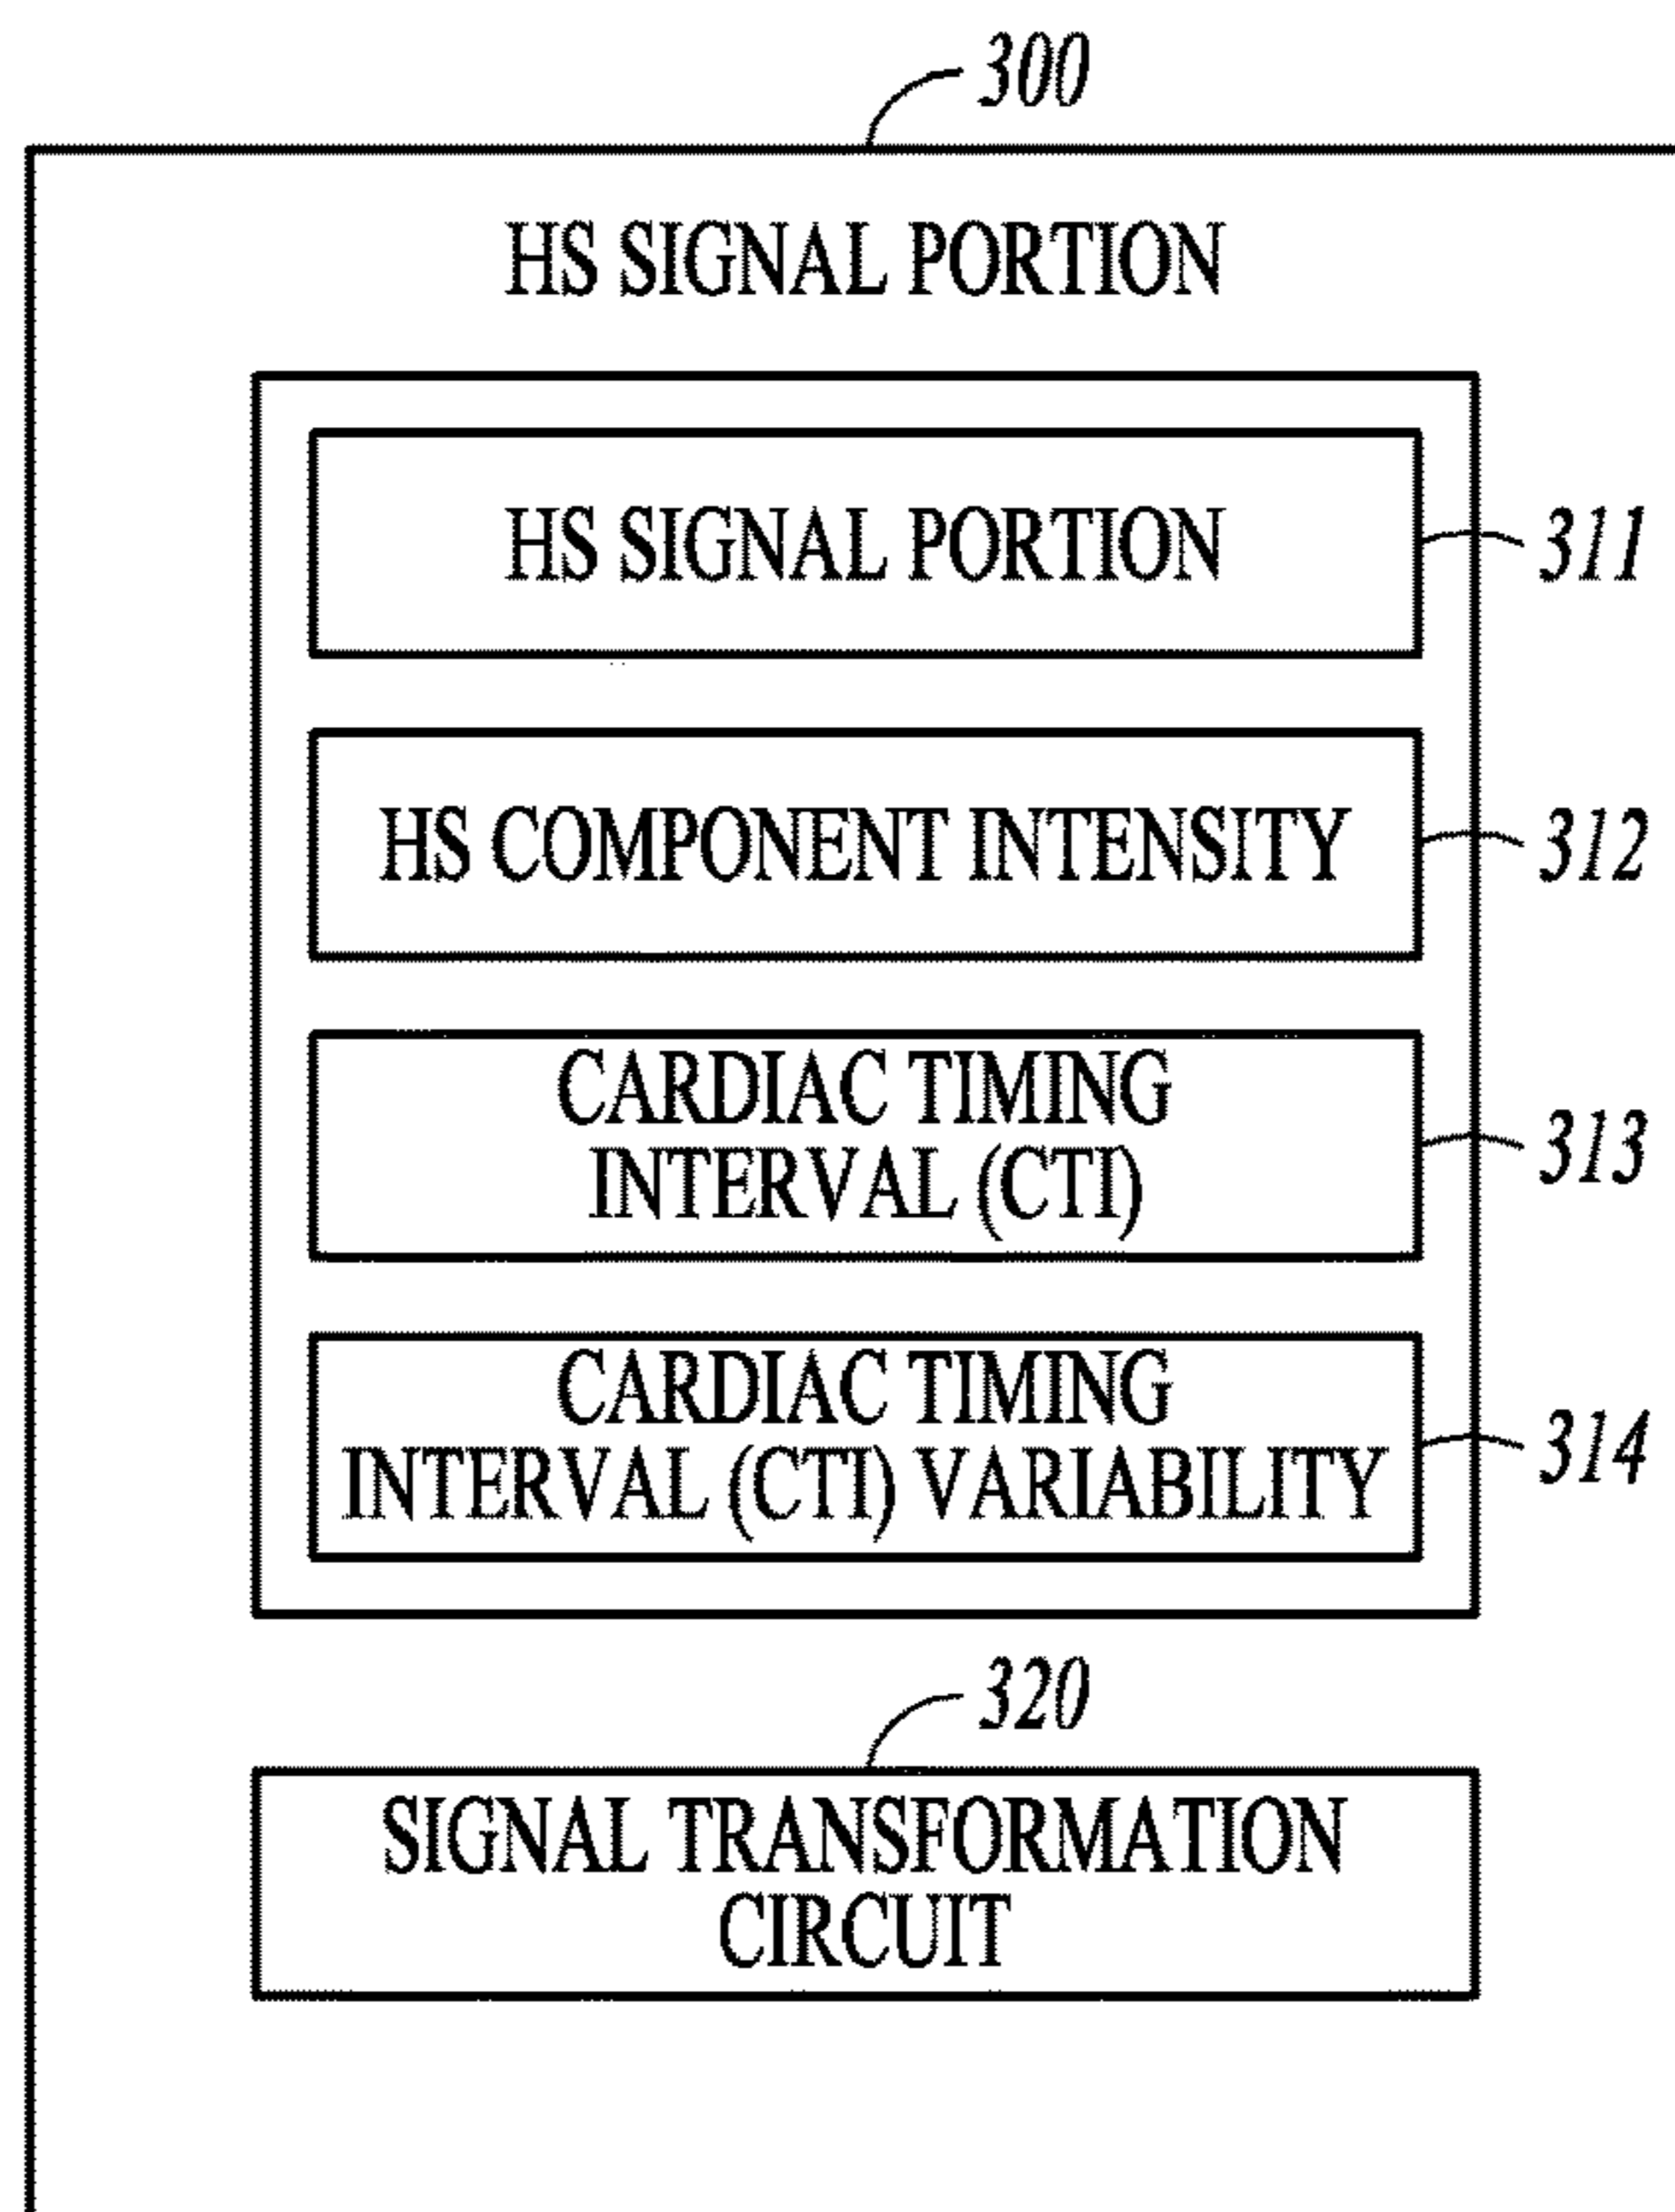 300
HS SIGNAL PORTION
HS SIGNAL PORTION
311
HS COMPONENT INTENSITY
312
CARDIAC TIMING
INTERVAL (CTI)
313
CARDIAC TIMING
INTERVAL (CTI) VARIABILITY
314
320
SIGNAL TRANSFORMATION
CIRCUIT